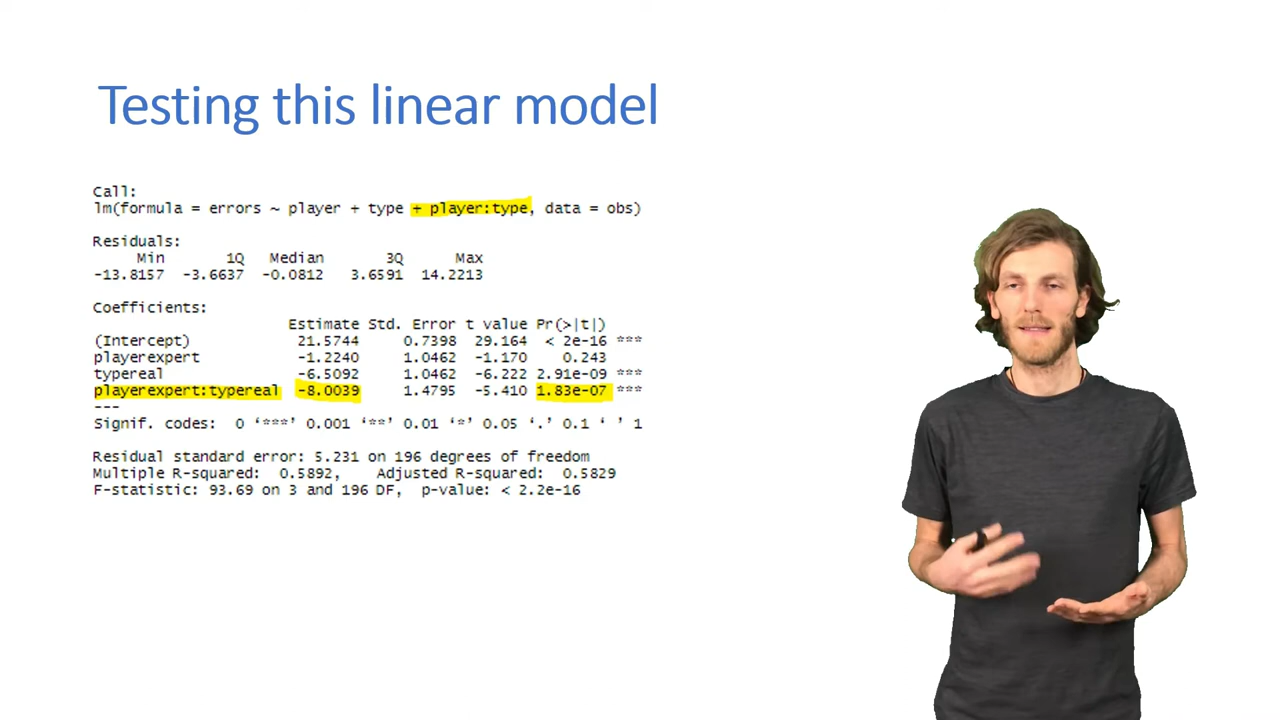 Testing this linear model
Call:
lm(formula = errors ~ player + type + player:type, data = obs)
Residuals:
Min 1Q Median 3Q Max
-13.8157 -3.6637 -0.0812 3.6591 14.2213
Coefficients:
Estimate Std. Error t value Pr(>|t|)
(Intercept) 21.5744 0.7398 29.164 < 2e-16 ***
playerexpert -1.2240 1.0462 -1.170 0.243
typereal -6.5092 1.0462 -6.222 2.91e-09 ***
playerexpert:typereal -8.0039 1.4795 -5.410 1.83e-07 ***
---
Signif. codes: 0 ‘***’ 0.001 ‘**’ 0.01 ‘*’ 0.05 ‘.’ 0.1 ‘ ’ 1
Residual standard error: 5.231 on 196 degrees of freedom
Multiple R-squared: 0.5892, Adjusted R-squared: 0.5829
F-statistic: 93.69 on 3 and 196 DF, p-value: < 2.2e-16